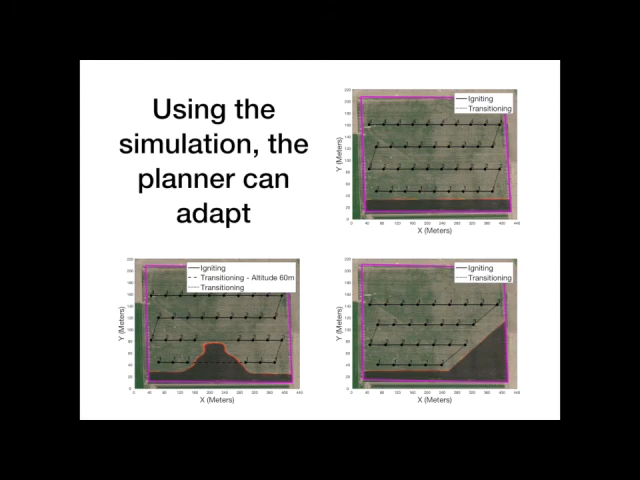 Using the
simulation, the
planner can
adapt
Igniting
Transitioning
Y (Meters)
X (Meters)
Igniting
Transitioning - Altitude 60m
Transitioning
Y (Meters)
X (Meters)
Igniting
Transitioning
Y (Meters)
X (Meters)